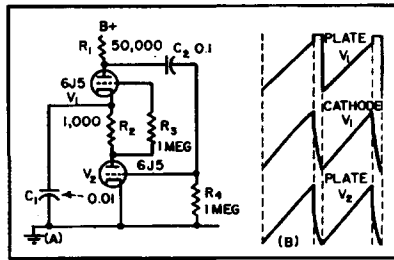 B+
R1 50,000 C2 0.1
6J5
V1
1,000 R2 R3
1 MEG
V2 6J5
C1 0.01
R4
1 MEG
(A)
PLATE
V1
CATHODE
V1
PLATE
V2
(B)